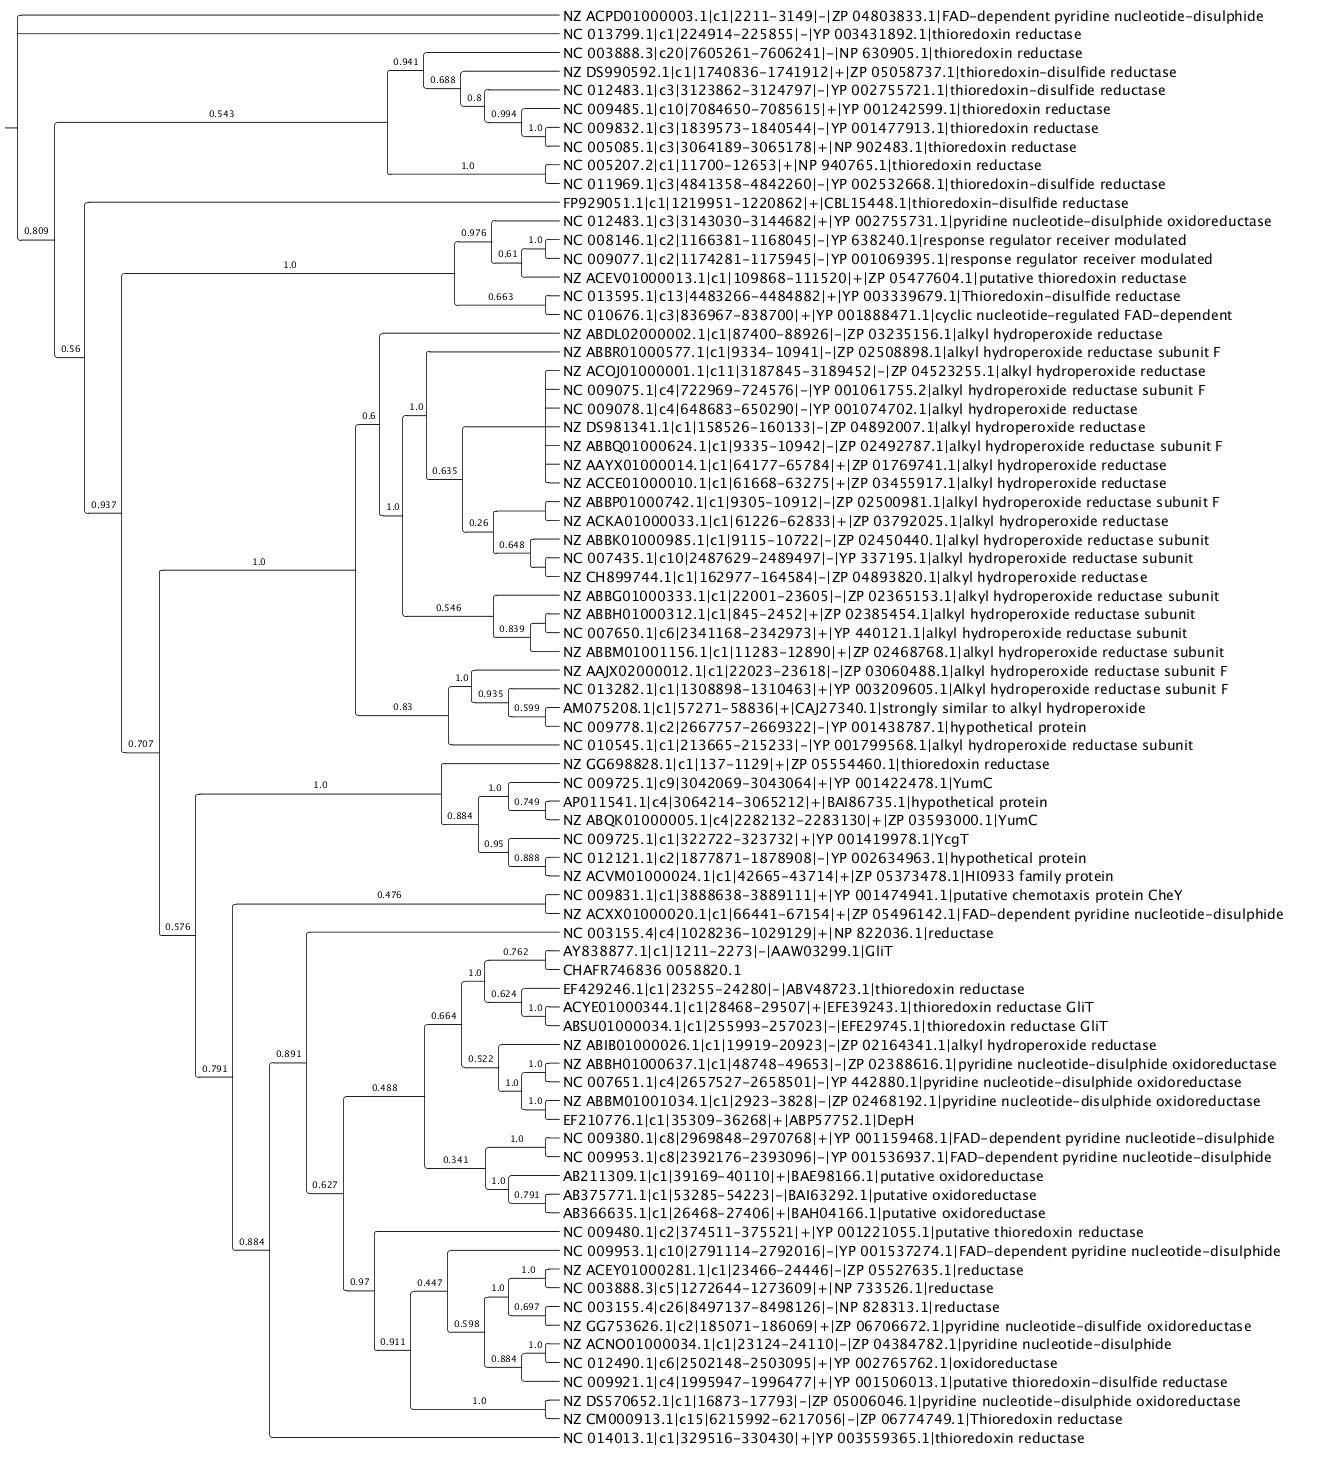 NZ ACPD01000003.1|c1|2211-3149|-|ZP 04803833.1|FAD-dependent pyridine nucleotide-disulphide
NC 013799.1|c1|224914-225855|-|YP 003431892.1|thioredoxin reductase
0.941 NC 003888.3|c20|7605261-7606241|-|NP 630905.1|thioredoxin reductase
0.688 NZ DS990592.1|c1|1740836-1741912|+|ZP 05058737.1|thioredoxin-disulfide reductase
0.8 NC 012483.1|c3|3123862-3124797|-|YP 002755721.1|thioredoxin-disulfide reductase
0.543 0.994 NC 009485.1|c10|7084650-7085615|+|YP 001242599.1|thioredoxin reductase
1.0 NC 009832.1|c3|1839573-1840544|-|YP 001477913.1|thioredoxin reductase
NC 005085.1|c3|3064189-3065178|+|NP 902483.1|thioredoxin reductase
1.0 NC 005207.2|c1|11700-12653|+|NP 940765.1|thioredoxin reductase
NC 011969.1|c3|4841358-4842260|-|YP 002532668.1|thioredoxin-disulfide reductase
FP929051.1|c1|1219951-1220862|+|CBL15448.1|thioredoxin-disulfide reductase
0.809 0.976 NC 012483.1|c3|3143030-3144682|+|YP 002755731.1|pyridine nucleotide-disulphide oxidoreductase
1.0 NC 008146.1|c2|1166381-1168045|-|YP 638240.1|response regulator receiver modulated
0.61 NC 009077.1|c2|1174281-1175945|-|YP 001069395.1|response regulator receiver modulated
1.0 NZ ACEV01000013.1|c1|109868-111520|+|ZP 05477604.1|putative thioredoxin reductase
0.663 NC 013595.1|c13|4483266-4484882|+|YP 003339679.1|Thioredoxin-disulfide reductase
NC 010676.1|c3|836967-838700|+|YP 001888471.1|cyclic nucleotide-regulated FAD-dependent
NZ ABDL02000002.1|c1|87400-88926|-|ZP 03235156.1|alkyl hydroperoxide reductase
0.56 NZ ABBR01000577.1|c1|9334-10941|-|ZP 02508898.1|alkyl hydroperoxide reductase subunit F
NZ ACOJ01000001.1|c11|3187845-3189452|-|ZP 04523255.1|alkyl hydroperoxide reductase
NC 009075.1|c4|722969-724576|-|YP 001061755.2|alkyl hydroperoxide reductase subunit F
0.6 1.0 NC 009078.1|c4|648683-650290|-|YP 001074702.1|alkyl hydroperoxide reductase
NZ DS981341.1|c1|158526-160133|-|ZP 04892007.1|alkyl hydroperoxide reductase
NZ ABBQ01000624.1|c1|9335-10942|-|ZP 02492787.1|alkyl hydroperoxide reductase subunit F
0.635 NZ AAYX01000014.1|c1|64177-65784|+|ZP 01769741.1|alkyl hydroperoxide reductase
NZ ACCE01000010.1|c1|61668-63275|+|ZP 03455917.1|alkyl hydroperoxide reductase
0.937 1.0 NZ ABBP01000742.1|c1|9305-10912|-|ZP 02500981.1|alkyl hydroperoxide reductase subunit F
0.26 NZ ACKA01000033.1|c1|61226-62833|+|ZP 03792025.1|alkyl hydroperoxide reductase
0.648 NZ ABBK01000985.1|c1|9115-10722|-|ZP 02450440.1|alkyl hydroperoxide reductase subunit
1.0 NC 007435.1|c10|2487629-2489497|-|YP 337195.1|alkyl hydroperoxide reductase subunit
NZ CH899744.1|c1|162977-164584|-|ZP 04893820.1|alkyl hydroperoxide reductase
0.546 NZ ABBG01000333.1|c1|22001-23605|-|ZP 02365153.1|alkyl hydroperoxide reductase subunit
NZ ABBH01000312.1|c1|845-2452|+|ZP 02385454.1|alkyl hydroperoxide reductase subunit
0.839 NC 007650.1|c6|2341168-2342973|+|YP 440121.1|alkyl hydroperoxide reductase subunit
NZ ABBM01001156.1|c1|11283-12890|+|ZP 02468768.1|alkyl hydroperoxide reductase subunit
1.0 NZ AAJX02000012.1|c1|22023-23618|-|ZP 03060488.1|alkyl hydroperoxide reductase subunit F
0.935 NC 013282.1|c1|1308898-1310463|+|YP 003209605.1|Alkyl hydroperoxide reductase subunit F
0.83 0.599 AM075208.1|c1|57271-58836|+|CAJ27340.1|strongly similar to alkyl hydroperoxide
NC 009778.1|c2|2667757-2669322|-|YP 001438787.1|hypothetical protein
0.707 NC 010545.1|c1|213665-215233|-|YP 001799568.1|alkyl hydroperoxide reductase subunit
NZ GG698828.1|c1|137-1129|+|ZP 05554460.1|thioredoxin reductase
1.0 1.0 NC 009725.1|c9|3042069-3043064|+|YP 001422478.1|YumC
0.749 AP011541.1|c4|3064214-3065212|+|BAI86735.1|hypothetical protein
0.884 NZ ABQK01000005.1|c4|2282132-2283130|+|ZP 03593000.1|YumC
0.95 NC 009725.1|c1|322722-323732|+|YP 001419978.1|YcgT
0.888 NC 012121.1|c2|1877871-1878908|-|YP 002634963.1|hypothetical protein
NZ ACVM01000024.1|c1|42665-43714|+|ZP 05373478.1|HI0933 family protein
0.476 NC 009831.1|c1|3888638-3889111|+|YP 001474941.1|putative chemotaxis protein CheY
NZ ACXX01000020.1|c1|66441-67154|+|ZP 05496142.1|FAD-dependent pyridine nucleotide-disulphide
0.576 NC 003155.4|c4|1028236-1029129|+|NP 822036.1|reductase
0.762 AY838877.1|c1|1211-2273|-|AAW03299.1|GliT
1.0 CHAFR746836 0058820.1
0.624 EF429246.1|c1|23255-24280|-|ABV48723.1|thioredoxin reductase
1.0 ACYE01000344.1|c1|28468-29507|+|EFE39243.1|thioredoxin reductase GliT
0.664 ABSU01000034.1|c1|255993-257023|-|EFE29745.1|thioredoxin reductase GliT
NZ ABIB01000026.1|c1|19919-20923|-|ZP 02164341.1|alkyl hydroperoxide reductase
0.891 0.522 1.0 NZ ABBH01000637.1|c1|48748-49653|-|ZP 02388616.1|pyridine nucleotide-disulphide oxidoreductase
0.791 0.488 1.0 NC 007651.1|c4|2657527-2658501|-|YP 442880.1|pyridine nucleotide-disulphide oxidoreductase
1.0 NZ ABBM01001034.1|c1|2923-3828|-|ZP 02468192.1|pyridine nucleotide-disulphide oxidoreductase
EF210776.1|c1|35309-36268|+|ABP57752.1|DepH
1.0 NC 009380.1|c8|2969848-2970768|+|YP 001159468.1|FAD-dependent pyridine nucleotide-disulphide
0.341 NC 009953.1|c8|2392176-2393096|-|YP 001536937.1|FAD-dependent pyridine nucleotide-disulphide
1.0 AB211309.1|c1|39169-40110|+|BAE98166.1|putative oxidoreductase
0.627 0.791 AB375771.1|c1|53285-54223|-|BAI63292.1|putative oxidoreductase
AB366635.1|c1|26468-27406|+|BAH04166.1|putative oxidoreductase
NC 009480.1|c2|374511-375521|+|YP 001221055.1|putative thioredoxin reductase
0.884 NC 009953.1|c10|2791114-2792016|-|YP 001537274.1|FAD-dependent pyridine nucleotide-disulphide
1.0 NZ ACEY01000281.1|c1|23466-24446|-|ZP 05527635.1|reductase
0.97 0.447 1.0 NC 003888.3|c5|1272644-1273609|+|NP 733526.1|reductase
0.697 NC 003155.4|c26|8497137-8498126|-|NP 828313.1|reductase
0.598 NZ GG753626.1|c2|185071-186069|+|ZP 06706672.1|pyridine nucleotide-disulfide oxidoreductase
0.911 1.0 NZ ACNO01000034.1|c1|23124-24110|-|ZP 04384782.1|pyridine nucleotide-disulphide
0.884 NC 012490.1|c6|2502148-2503095|+|YP 002765762.1|oxidoreductase
NC 009921.1|c4|1995947-1996477|+|YP 001506013.1|putative thioredoxin-disulfide reductase
1.0 NZ DS570652.1|c1|16873-17793|-|ZP 05006046.1|pyridine nucleotide-disulphide oxidoreductase
NZ CM000913.1|c15|6215992-6217056|-|ZP 06774749.1|Thioredoxin reductase
NC 014013.1|c1|329516-330430|+|YP 003559365.1|thioredoxin reductase